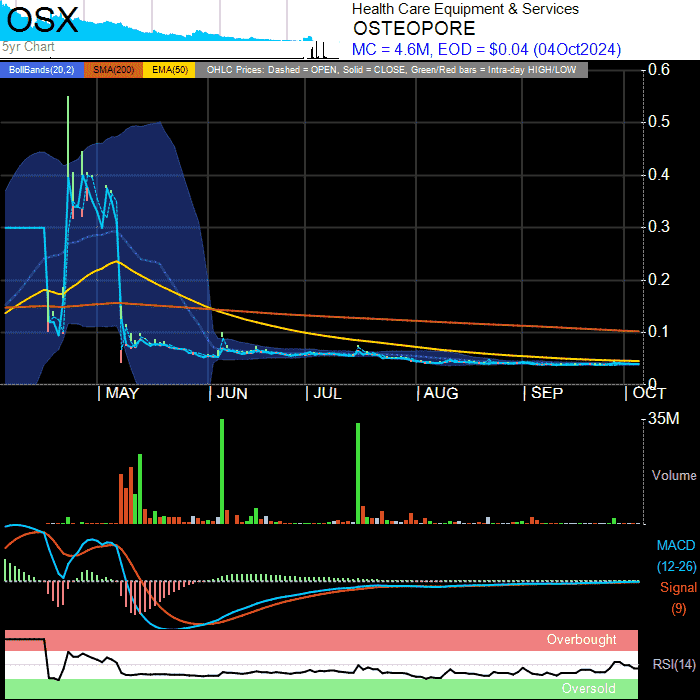 OSX
Health Care Equipment & Services
OSTEOPORE
5yr Chart
MC = 4.6M, EOD = $0.04 (04Oct2024)
BollBands(20,2) SMA(200) EMA(50) OHLC Prices: Dashed = OPEN, Solid = CLOSE, Green/Red bars = Intra-day HIGH/LOW
0.6
0.5
0.4
0.3
0.2
0.1
0
MAY JUN JUL AUG SEP OCT
35M
Volume
MACD
(12-26)
Signal
(9)
Overbought
RSI(14)
Oversold